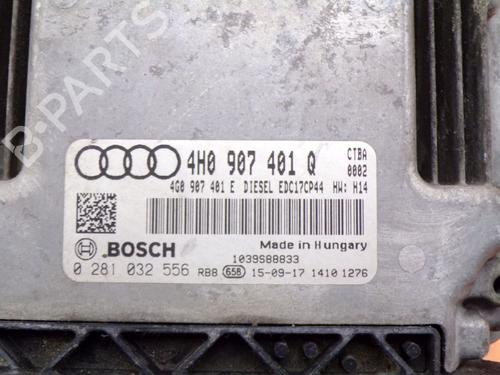 4H0 907 401 Q CTBA 0002
4G0 907 401 E DIESEL EDC17CP44 HW: H14
BOSCH Made in Hungary
1039S88833
0 281 032 556 RB8 65B 15-09-17 1410 1276
B-PARTS